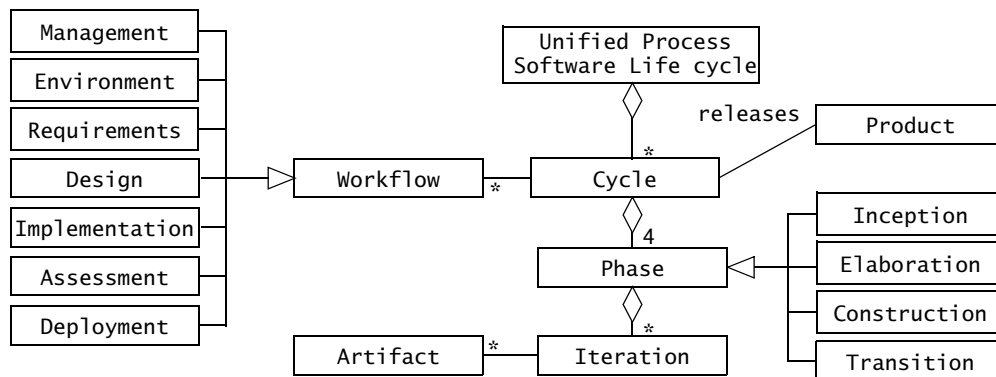 Management
Environment
Requirements
Design
Implementation
Assessment
Deployment
Workflow
*
Unified Process
Software Life cycle
*
Cycle
releases
Product
4
Phase
Inception
Elaboration
Construction
Transition
*
Iteration
*
Artifact